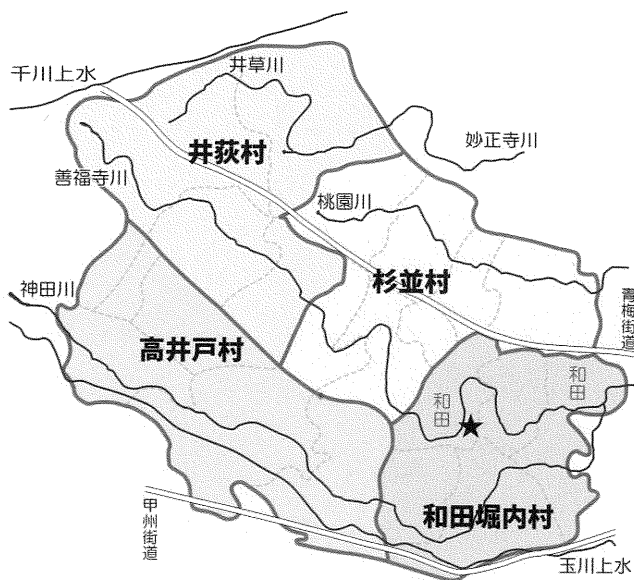 千川上水
井草川
井荻村
妙正寺川
善福寺川
桃園川
杉並村
神田川
青梅街道
高井戸村
和田
和田
和田堀内村
甲州街道
玉川上水